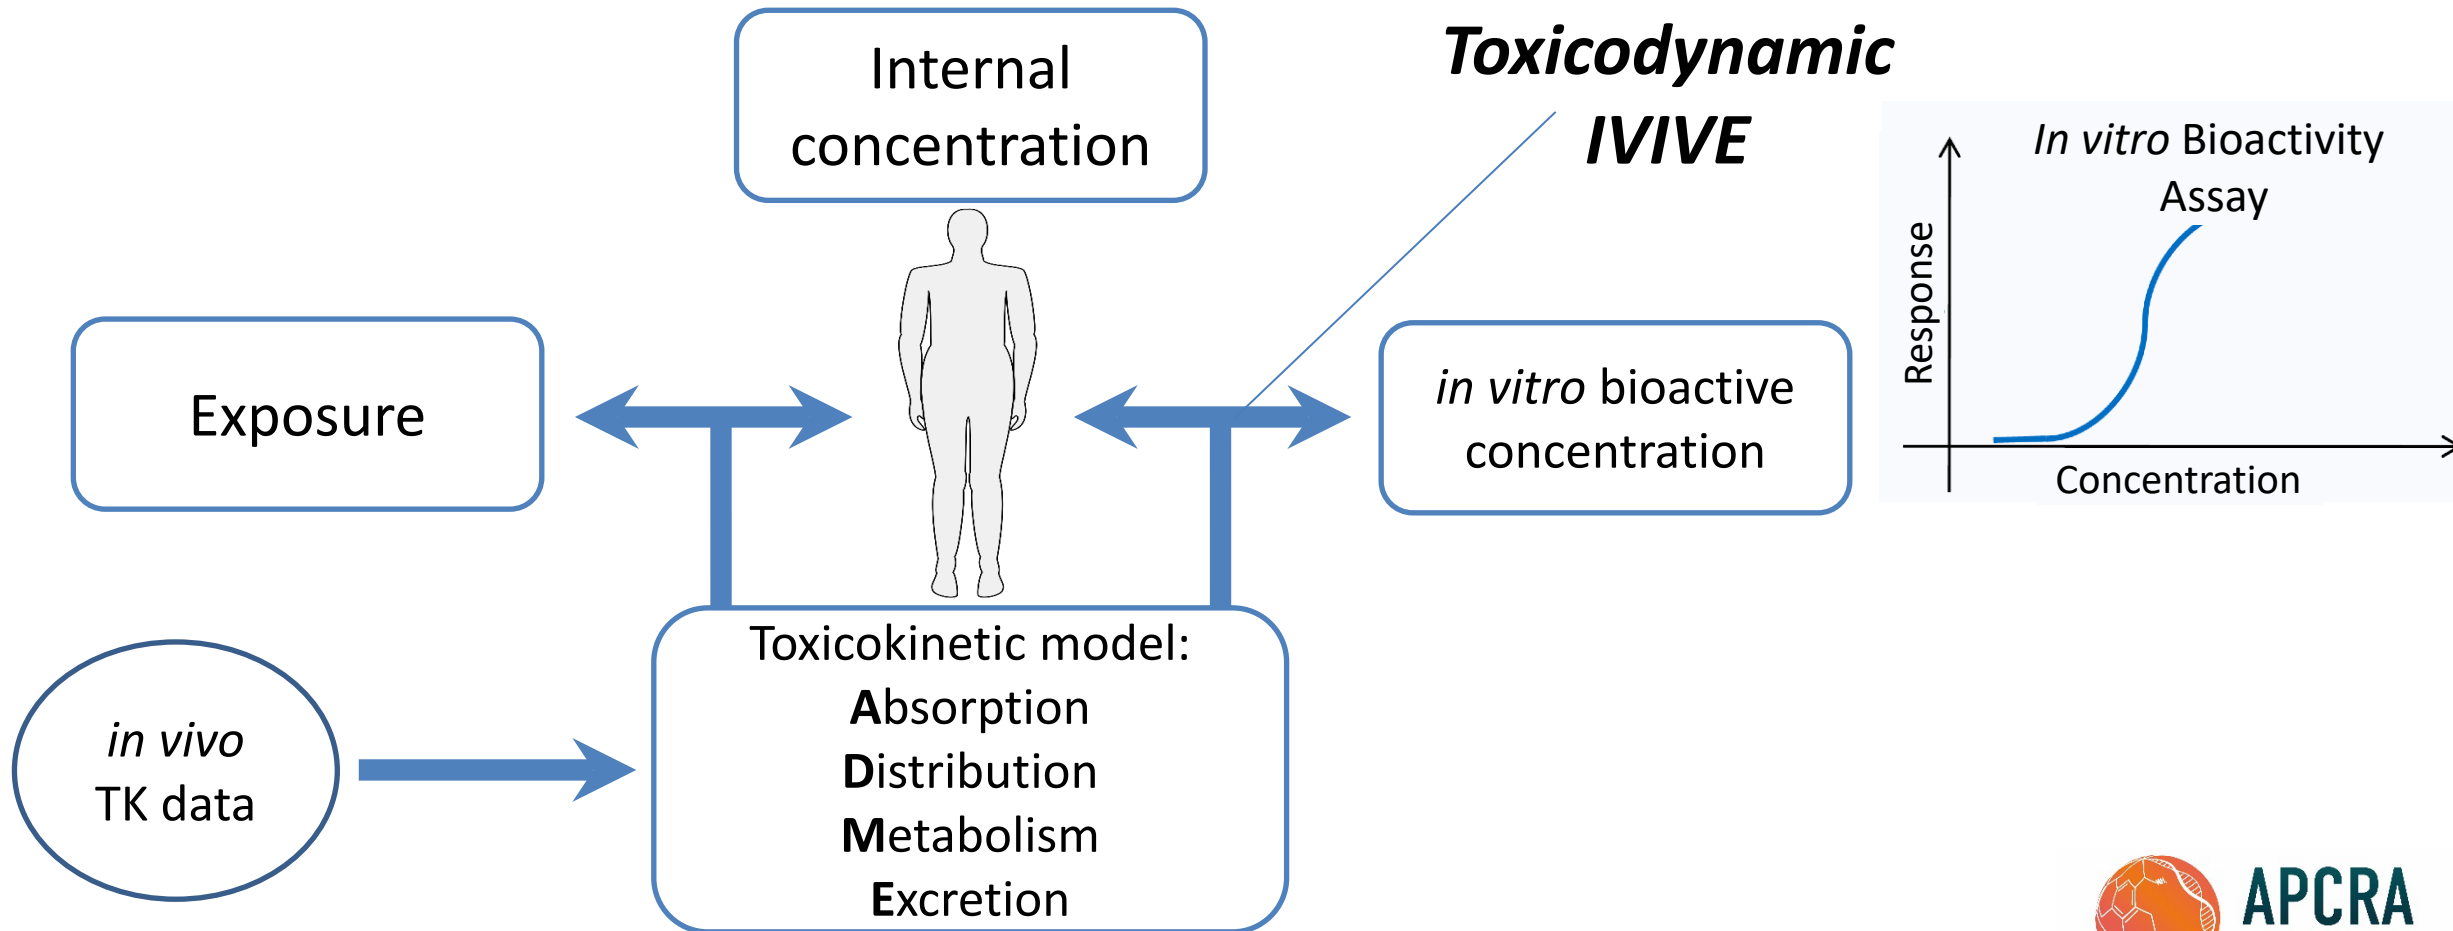 Internal
concentration
Toxicodynamic
IVIVE
In vitro Bioactivity
Assay
Response
Concentration
Exposure
in vitro bioactive
concentration
Toxicokinetic model:
Absorption
Distribution
Metabolism
Excretion
in vivo
TK data
APCRA